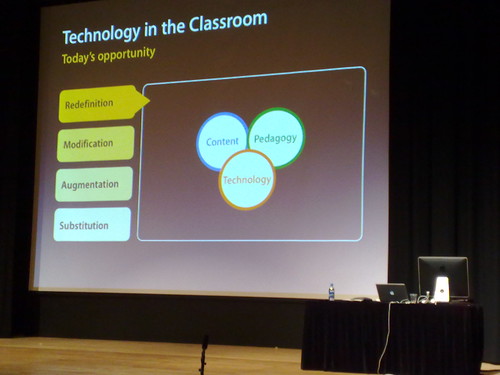 Technology in the Classroom
Today's opportunity
Redefinition
Modification
Augmentation
Substitution
Content
Pedagogy
Technology